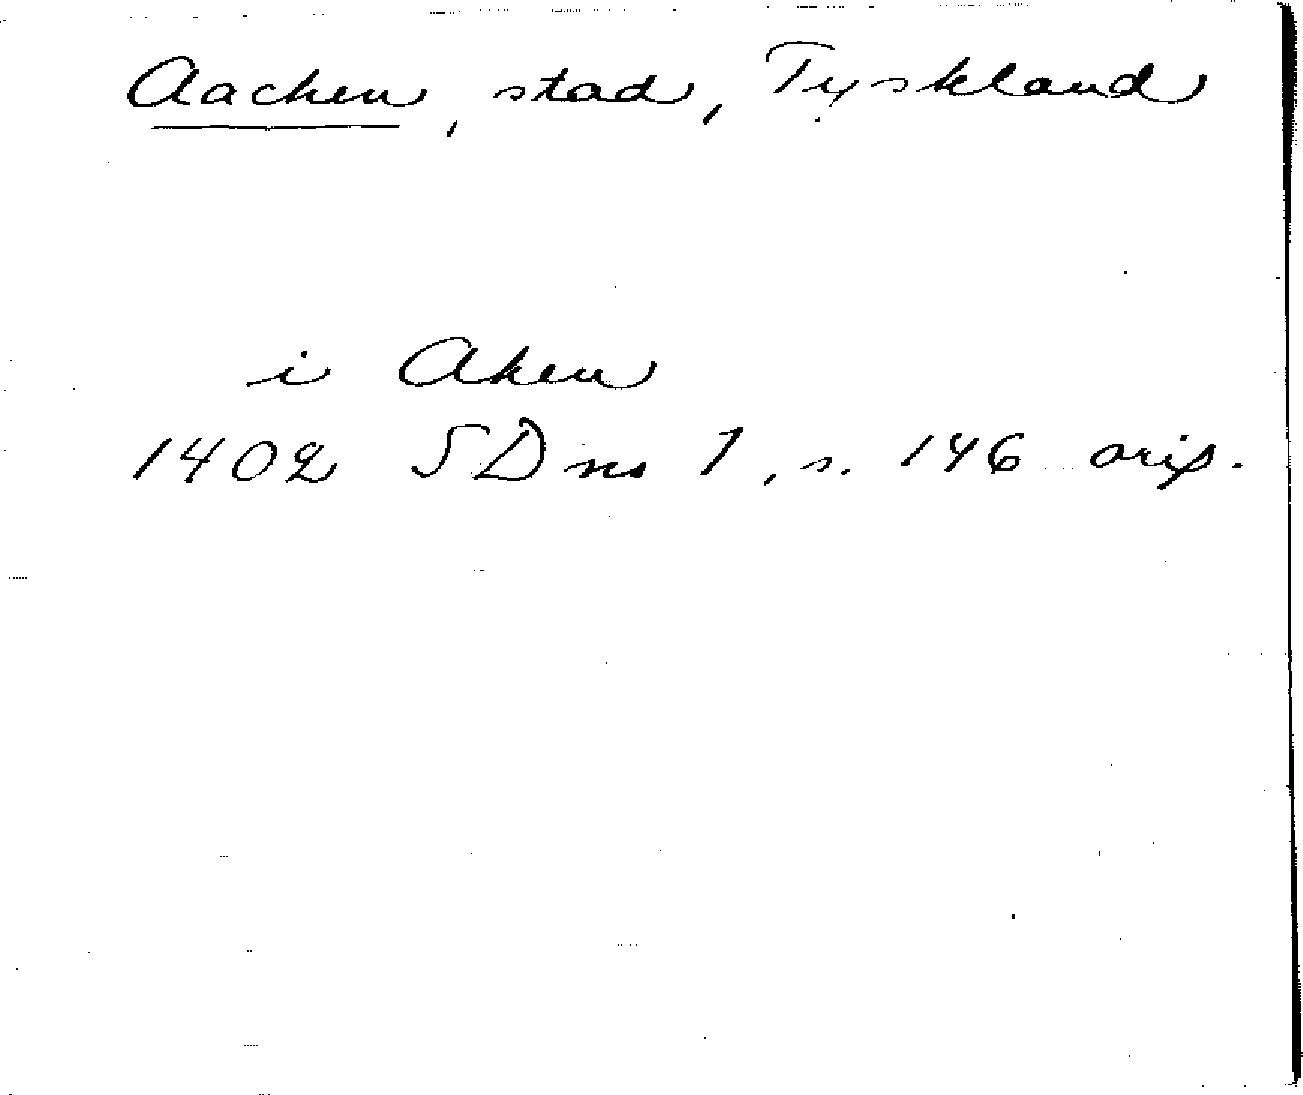 Aachen, stad, Tyskland
i Aken
1402 SDns 1, s. 146 orig.